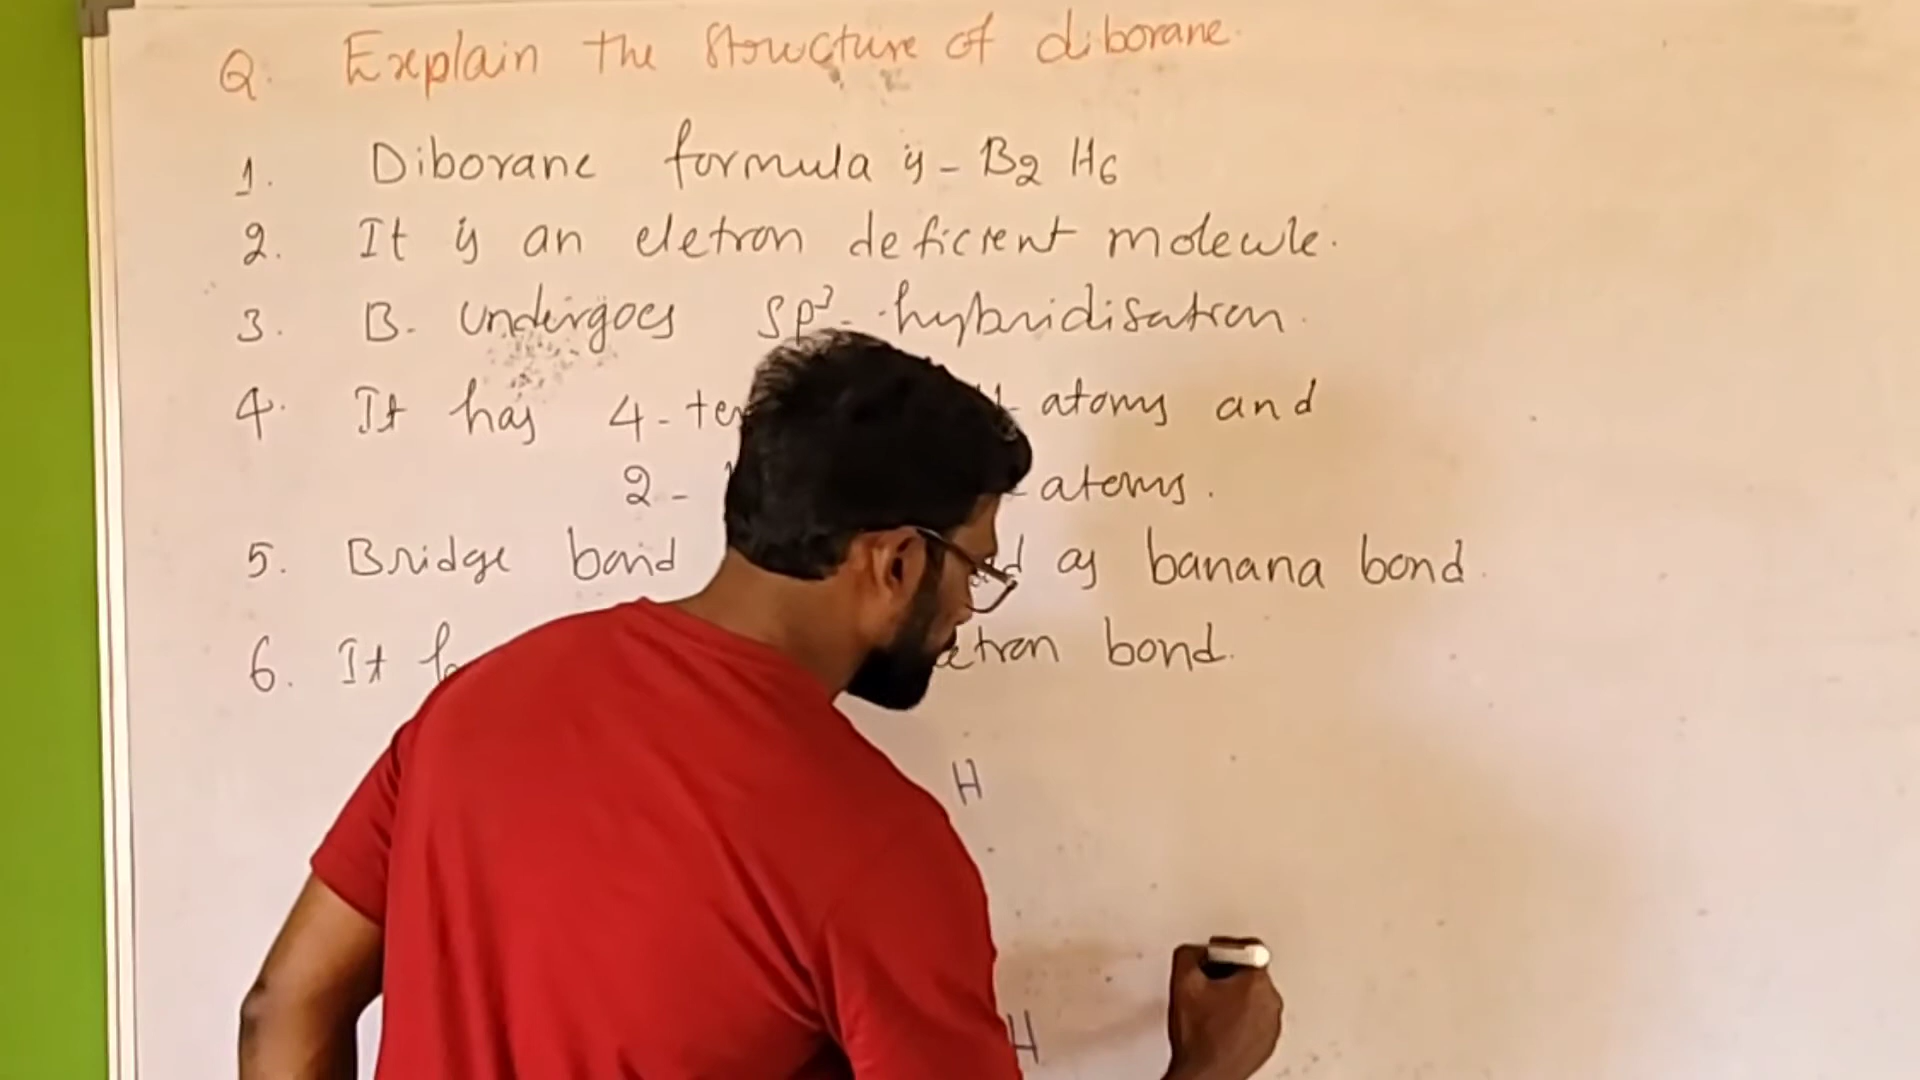 Q. Explain the structure of diborane.
1. Diborane formula is - B2 H6
2. It is an eletron deficient molecule.
3. B. undergoes sp3- hybridisation.
4. It has 4- atoms and
2- atoms.
5. Bridge bond as banana bond.
6. It bond.
H
H